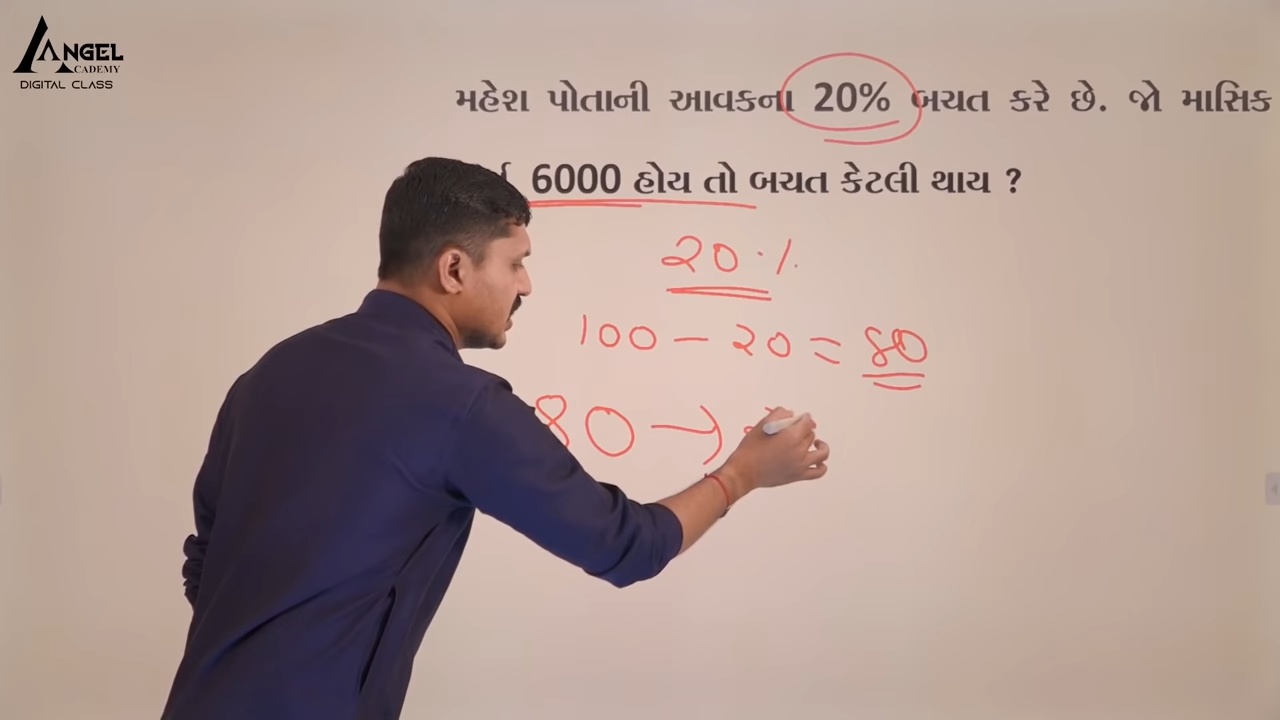 ANGEL
ACADEMY
DIGITAL CLASS
મહેશ પોતાની આવકના 20% બચત કરે છે. જો માસિક
6000 હોય તો બચત કેટલી થાય ?
20%
100 - 20 = 80
80 →